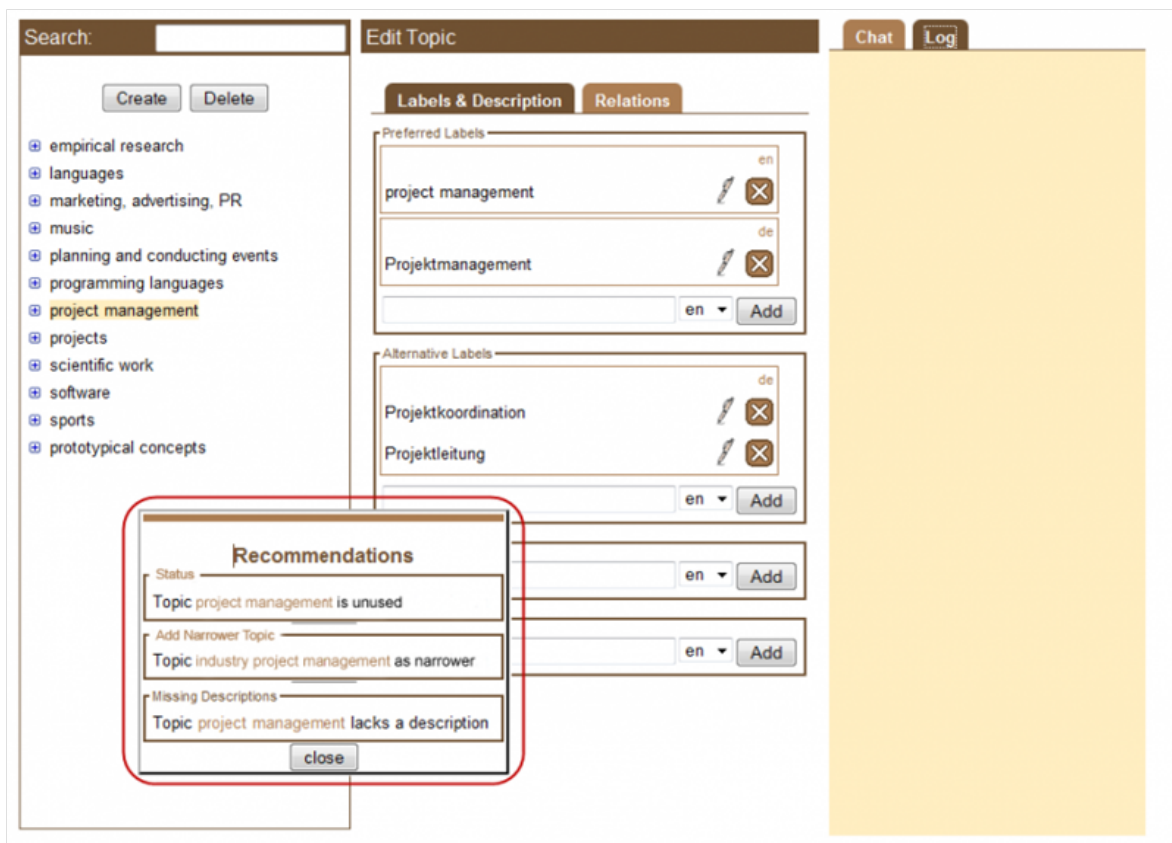 Search:
Create Delete
empirical research
languages
marketing, advertising, PR
music
planning and conducting events
programming languages
project management
projects
scientific work
software
sports
prototypical concepts
Edit Topic
Labels & Description Relations
Preferred Labels
en
project management
de
Projektmanagement
en Add
Alternative Labels
de
Projektkoordination
Projektleitung
en Add
en Add
en Add
Recommendations
Status
Topic project management is unused
Add Narrower Topic
Topic industry project management as narrower
Missing Descriptions
Topic project management lacks a description
close
Chat Log